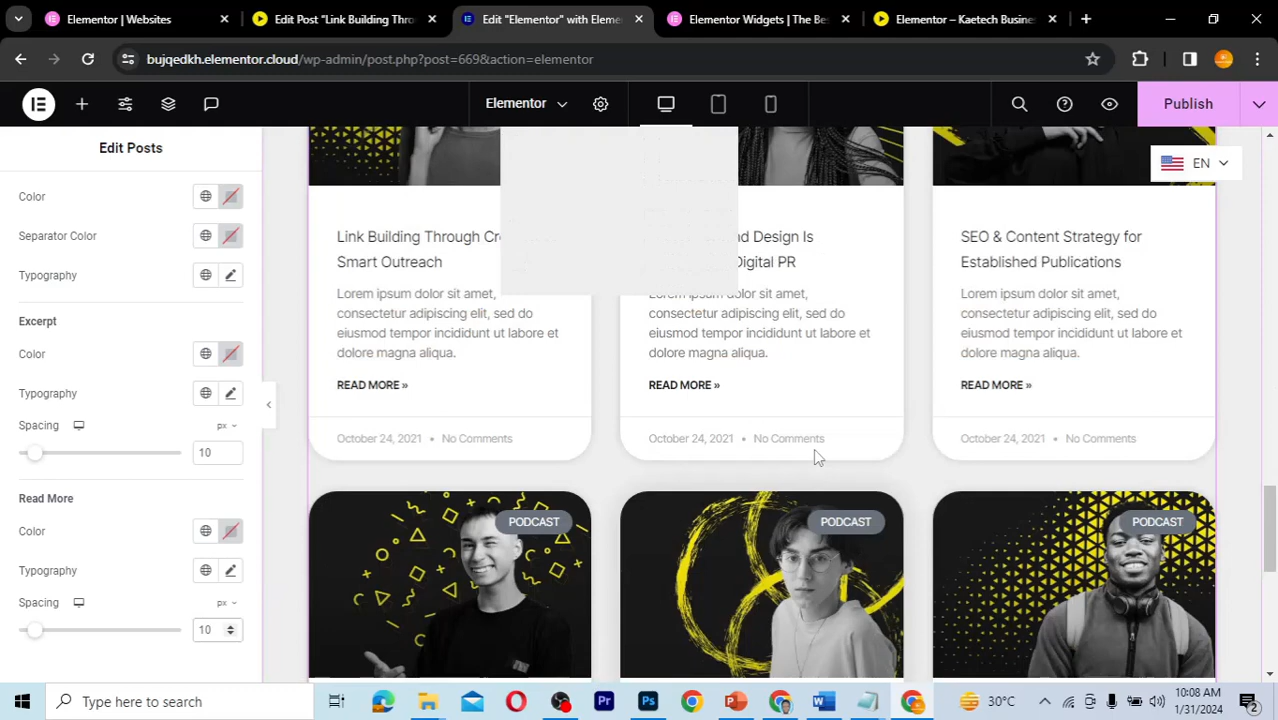 Elementor | Websites
Edit Post "Link Building Thro
Edit "Elementor" with Eleme
Elementor Widgets | The Bes
Elementor – Kaetech Busine
bujqedkh.elementor.cloud/wp-admin/post.php?post=669&action=elementor
Elementor
Publish
Edit Posts
EN
Color
Separator Color
Typography
Excerpt
Color
Typography
Spacing
px
10
Read More
Color
Typography
Spacing
px
10
Link Building Through Cr
Smart Outreach
Lorem ipsum dolor sit amet,
consectetur adipiscing elit, sed do
eiusmod tempor incididunt ut labore et
dolore magna aliqua.
READ MORE »
October 24, 2021 • No Comments
nd Design Is
Digital PR
Lorem ipsum dolor sit amet,
consectetur adipiscing elit, sed do
eiusmod tempor incididunt ut labore et
dolore magna aliqua.
READ MORE »
October 24, 2021 • No Comments
SEO & Content Strategy for
Established Publications
Lorem ipsum dolor sit amet,
consectetur adipiscing elit, sed do
eiusmod tempor incididunt ut labore et
dolore magna aliqua.
READ MORE »
October 24, 2021 • No Comments
PODCAST
PODCAST
PODCAST
Type here to search
30°C
10:08 AM
1/31/2024
2